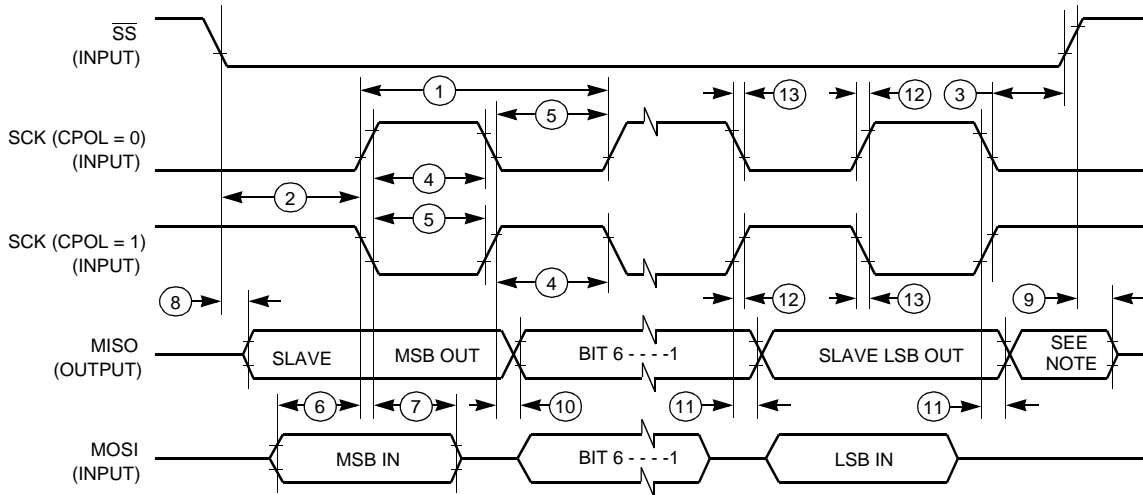 SS
(INPUT)
1
13
12
3
5
SCK (CPOL = 0)
(INPUT)
4
2
5
SCK (CPOL = 1)
(INPUT)
4
8
12
13
9
MISO
(OUTPUT)
SLAVE
MSB OUT
BIT 6 - - - - 1
SLAVE LSB OUT
SEE
NOTE
6
7
10
11
11
MOSI
(INPUT)
MSB IN
BIT 6 - - - - 1
LSB IN